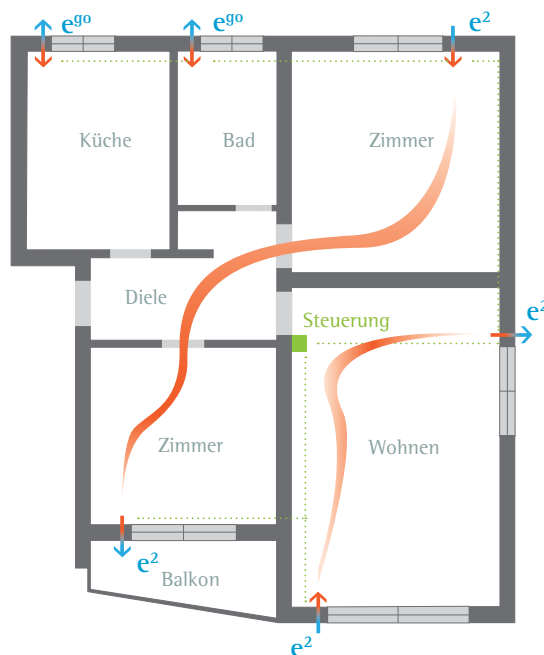 e^go
e^go
e²
Küche
Bad
Zimmer
Diele
Steuerung
e²
Zimmer
Wohnen
e²
Balkon
e²